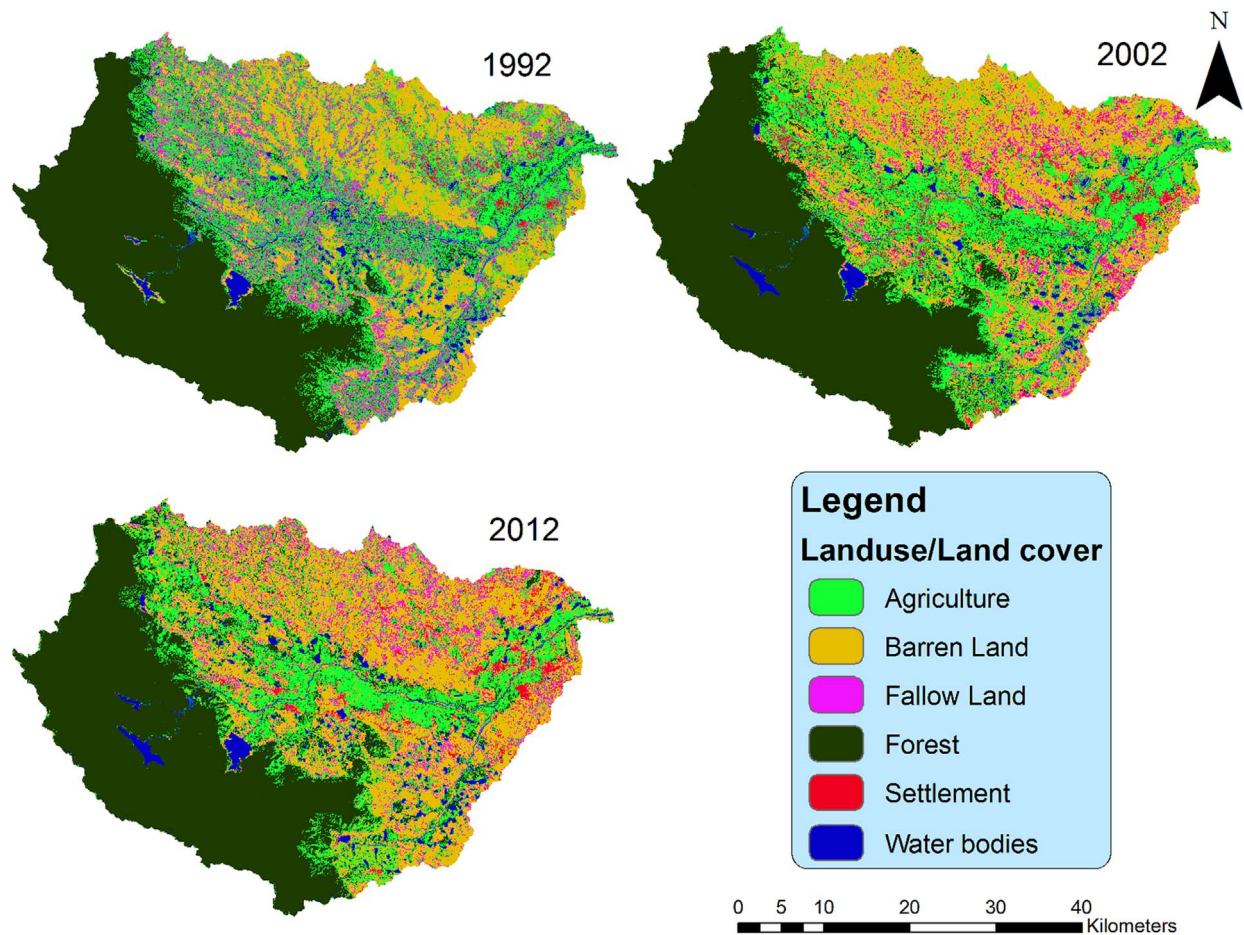 1992
2002
N
2012
Legend
Landuse/Land cover
Agriculture
Barren Land
Fallow Land
Forest
Settlement
Water bodies
0 5 10 20 30 40
Kilometers